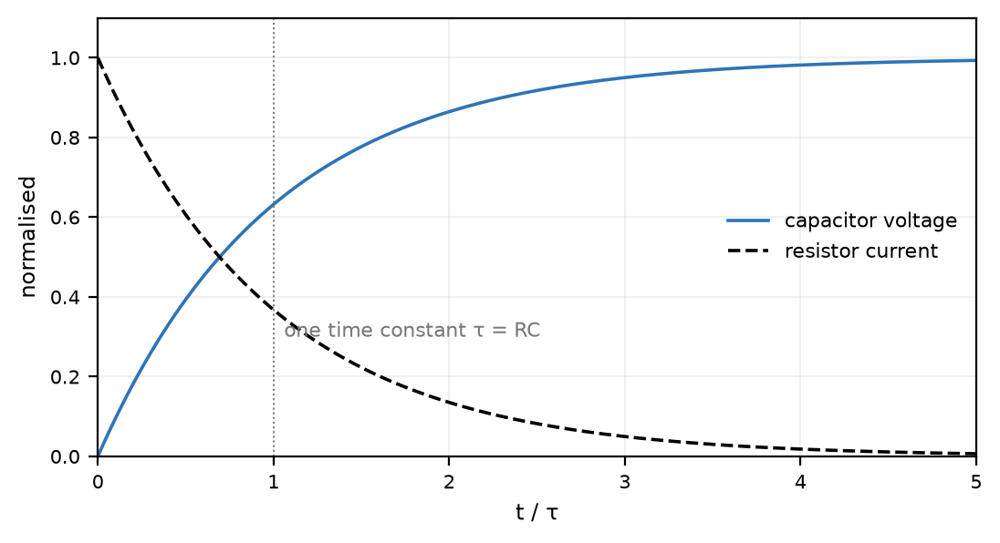 1.0
0.8
0.6
0.4
0.2
0.0
normalised
capacitor voltage
resistor current
one time constant τ = RC
0 1 2 3 4 5
t / τ